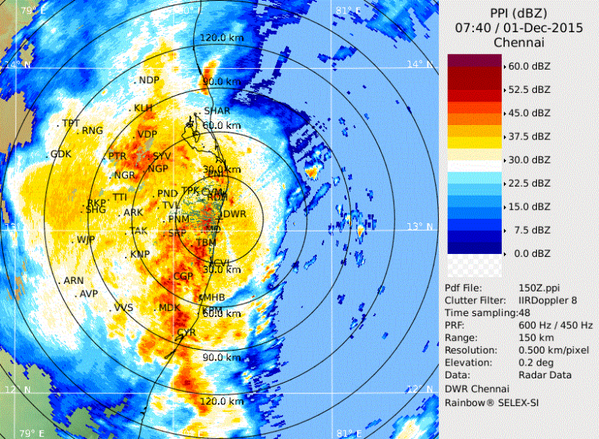 PPI (dBZ)
07:40 / 01-Dec-2015
Chennai
60.0 dBZ
52.5 dBZ
45.0 dBZ
37.5 dBZ
30.0 dBZ
22.5 dBZ
15.0 dBZ
7.5 dBZ
0.0 dBZ
Pdf File: 150Z.ppi
Clutter Filter: IIRDoppler 8
Time sampling:48
PRF: 600 Hz / 450 Hz
Range: 150 km
Resolution: 0.500 km/pixel
Elevation: 0.2 deg
Data: Radar Data
DWR Chennai
Rainbow® SELEX-SI
79° E
81° E
120.0 km
14° N
14° N
NDP
90.0 km
KLH
SHAR
TPT
RNG
VDP
60.0 km
GDK
PTR
SYV
NGR
NGP
30.0 km
TTI
PND
TPK
RKP
SHG
ARK
TVL
DWR
PNM
13° N
TAK
SRP
WJP
TBM
KNP
30.0 km
CGP
ARN
AVP
MHB
VVS
MDK
60.0 km
90.0 km
12° N
12° N
120.0 km
79° E
80° E
81° E